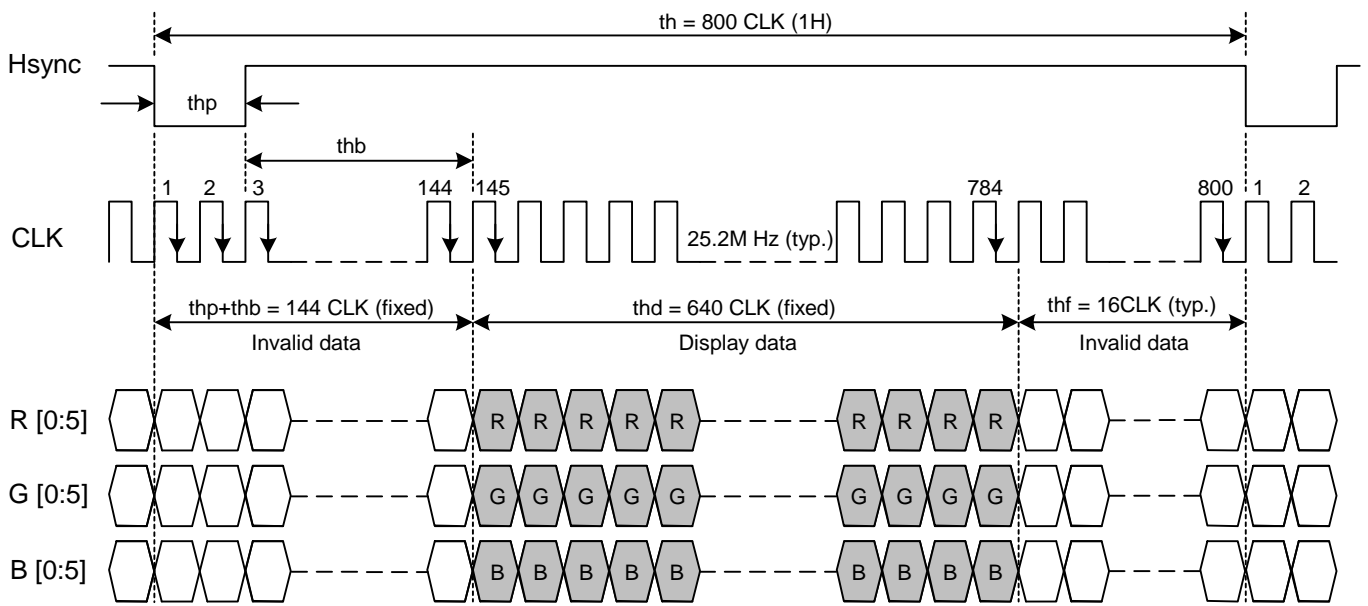 th = 800 CLK (1H)
Hsync
thp
thb
1 2 3 144 145 784 800 1 2
CLK
25.2M Hz (typ.)
thp+thb = 144 CLK (fixed) thd = 640 CLK (fixed) thf = 16CLK (typ.)
Invalid data Display data Invalid data
R [0:5] R R R R R R R R R
G [0:5] G G G G G G G G G
B [0:5] B B B B B B B B B